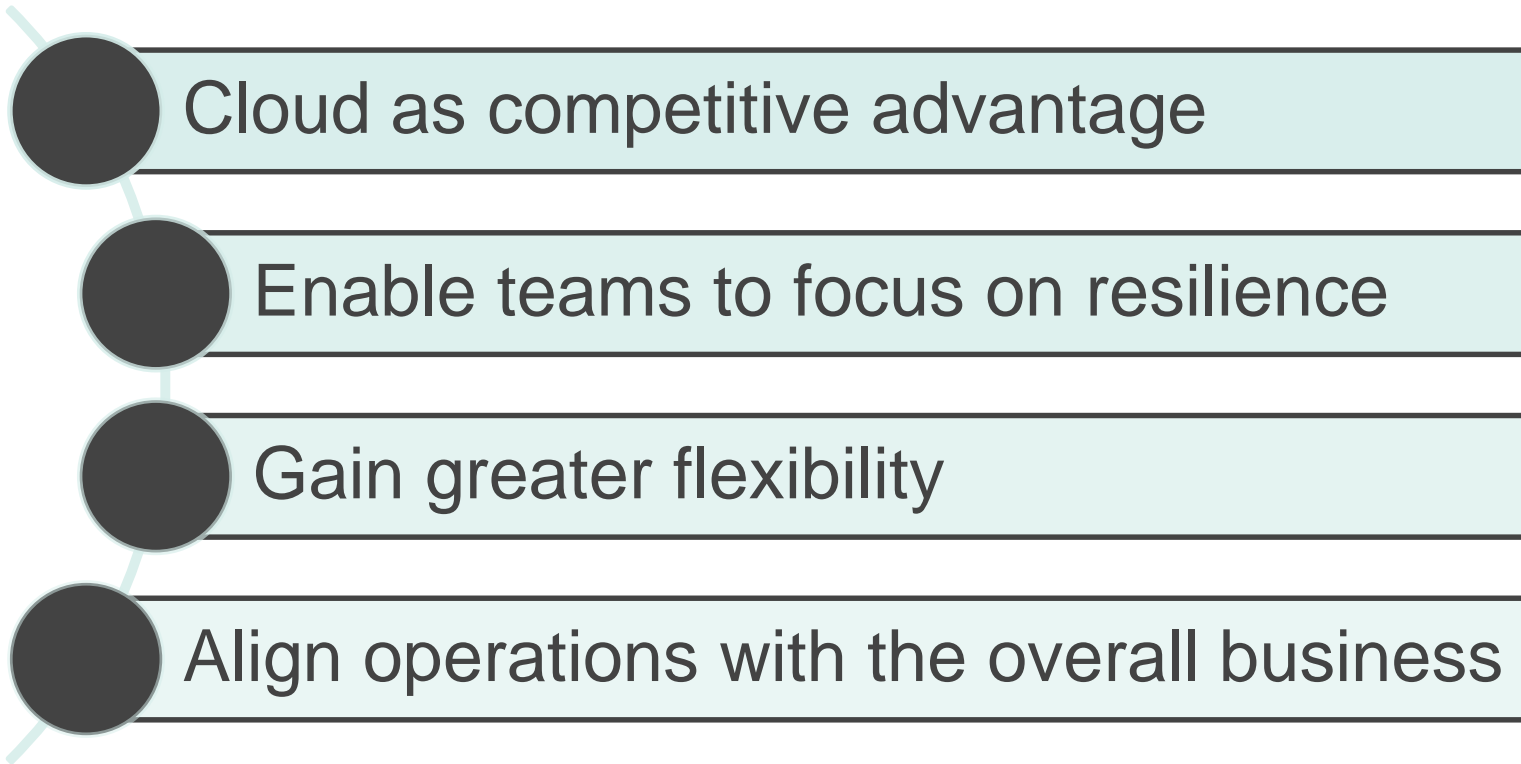 Cloud as competitive advantage
Enable teams to focus on resilience
Gain greater flexibility
Align operations with the overall business